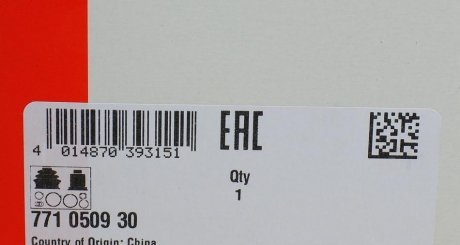 EAC
4 014870 393151
Qty
1
771 0509 30
Country of Origin: China